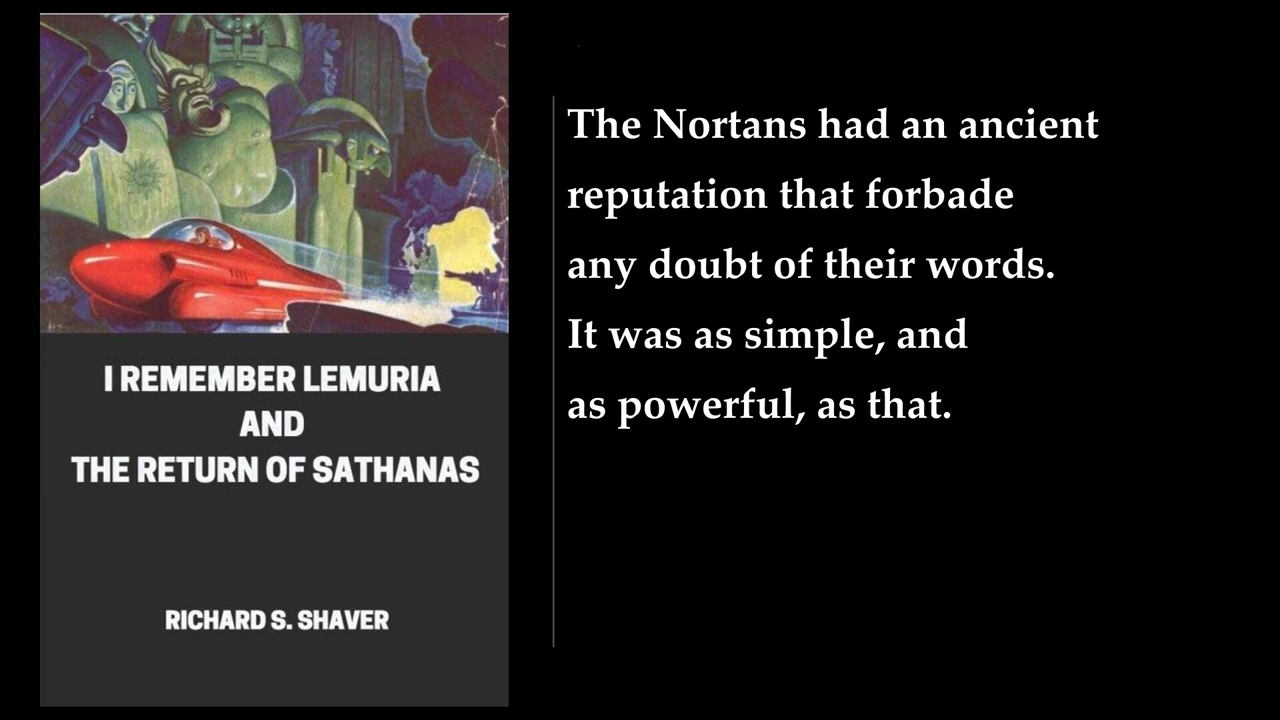 I REMEMBER LEMURIA
AND
THE RETURN OF SATHANAS
RICHARD S. SHAVER
The Nortans had an ancient
reputation that forbade
any doubt of their words.
It was as simple, and
as powerful, as that.